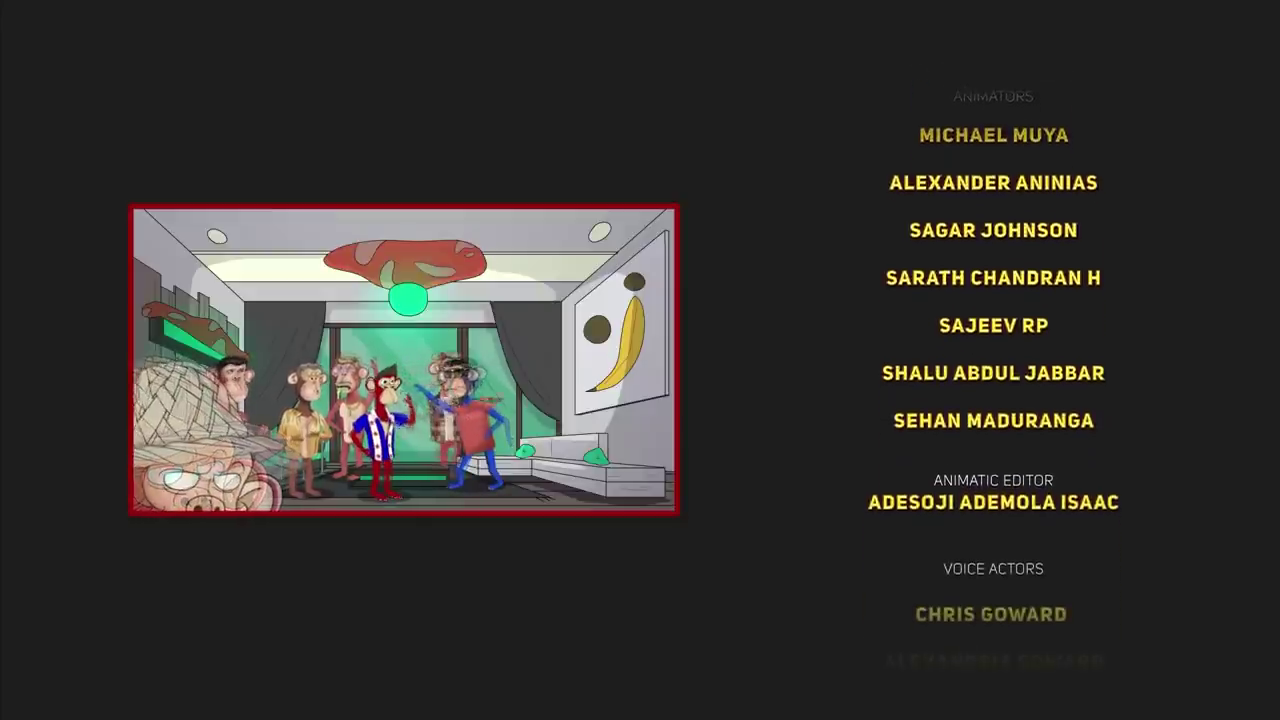 ANIMATORS
MICHAEL MUYA
ALEXANDER ANINIAS
SAGAR JOHNSON
SARATH CHANDRAN H
SAJEEV RP
SHALU ABDUL JABBAR
SEHAN MADURANGA
ANIMATIC EDITOR
ADESOJI ADEMOLA ISAAC
VOICE ACTORS
CHRIS GOWARD